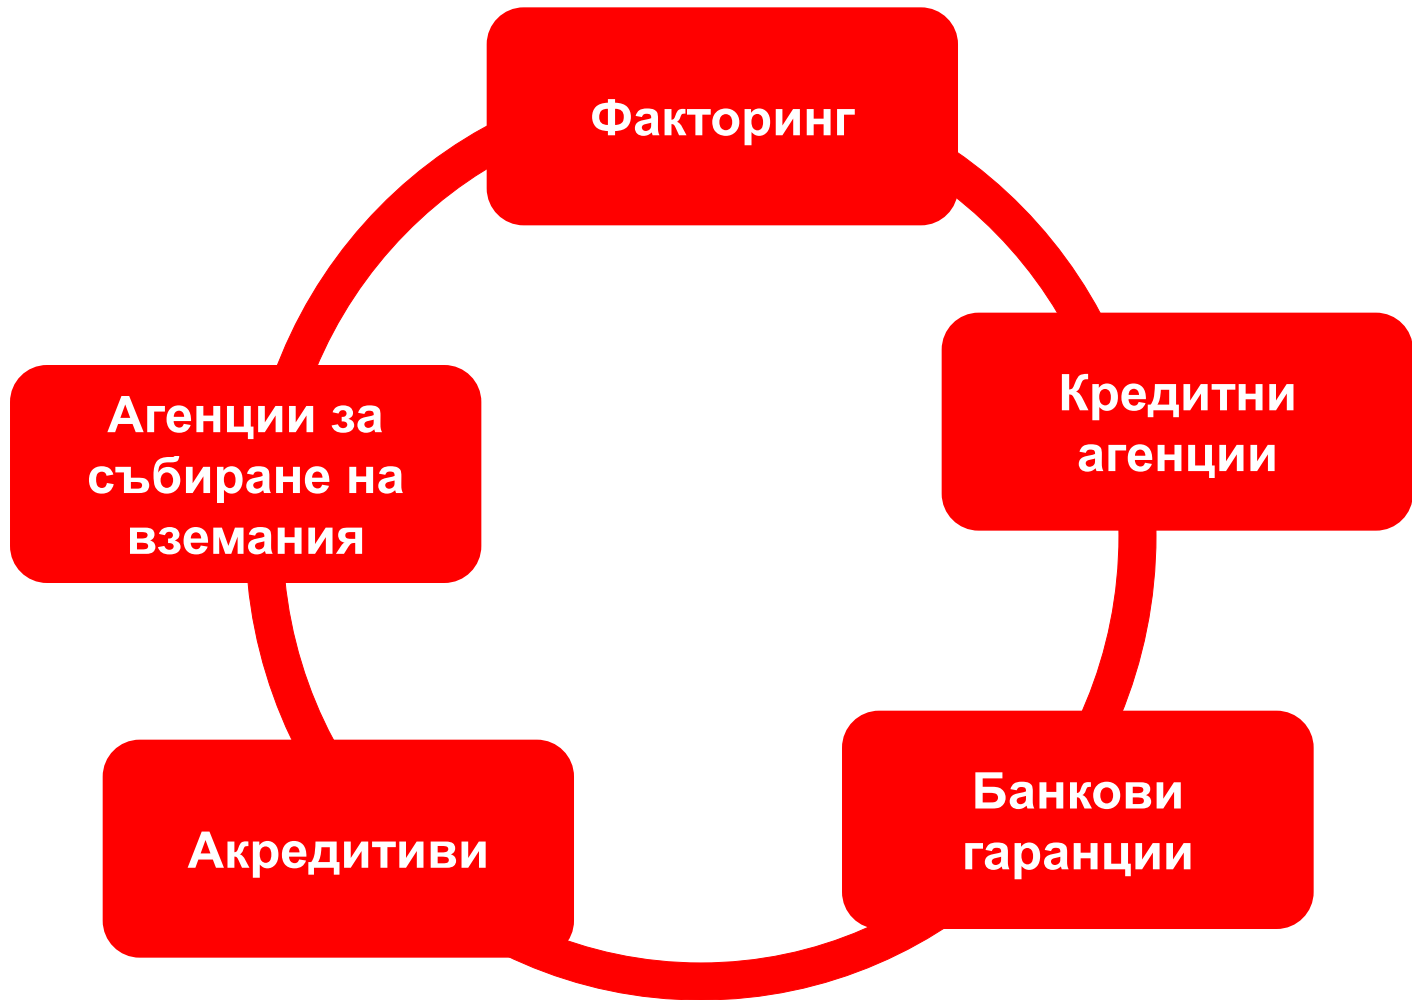 Факторинг
Кредитни
агенции
Банкови
гаранции
Акредитиви
Агенции за
събиране на
вземания